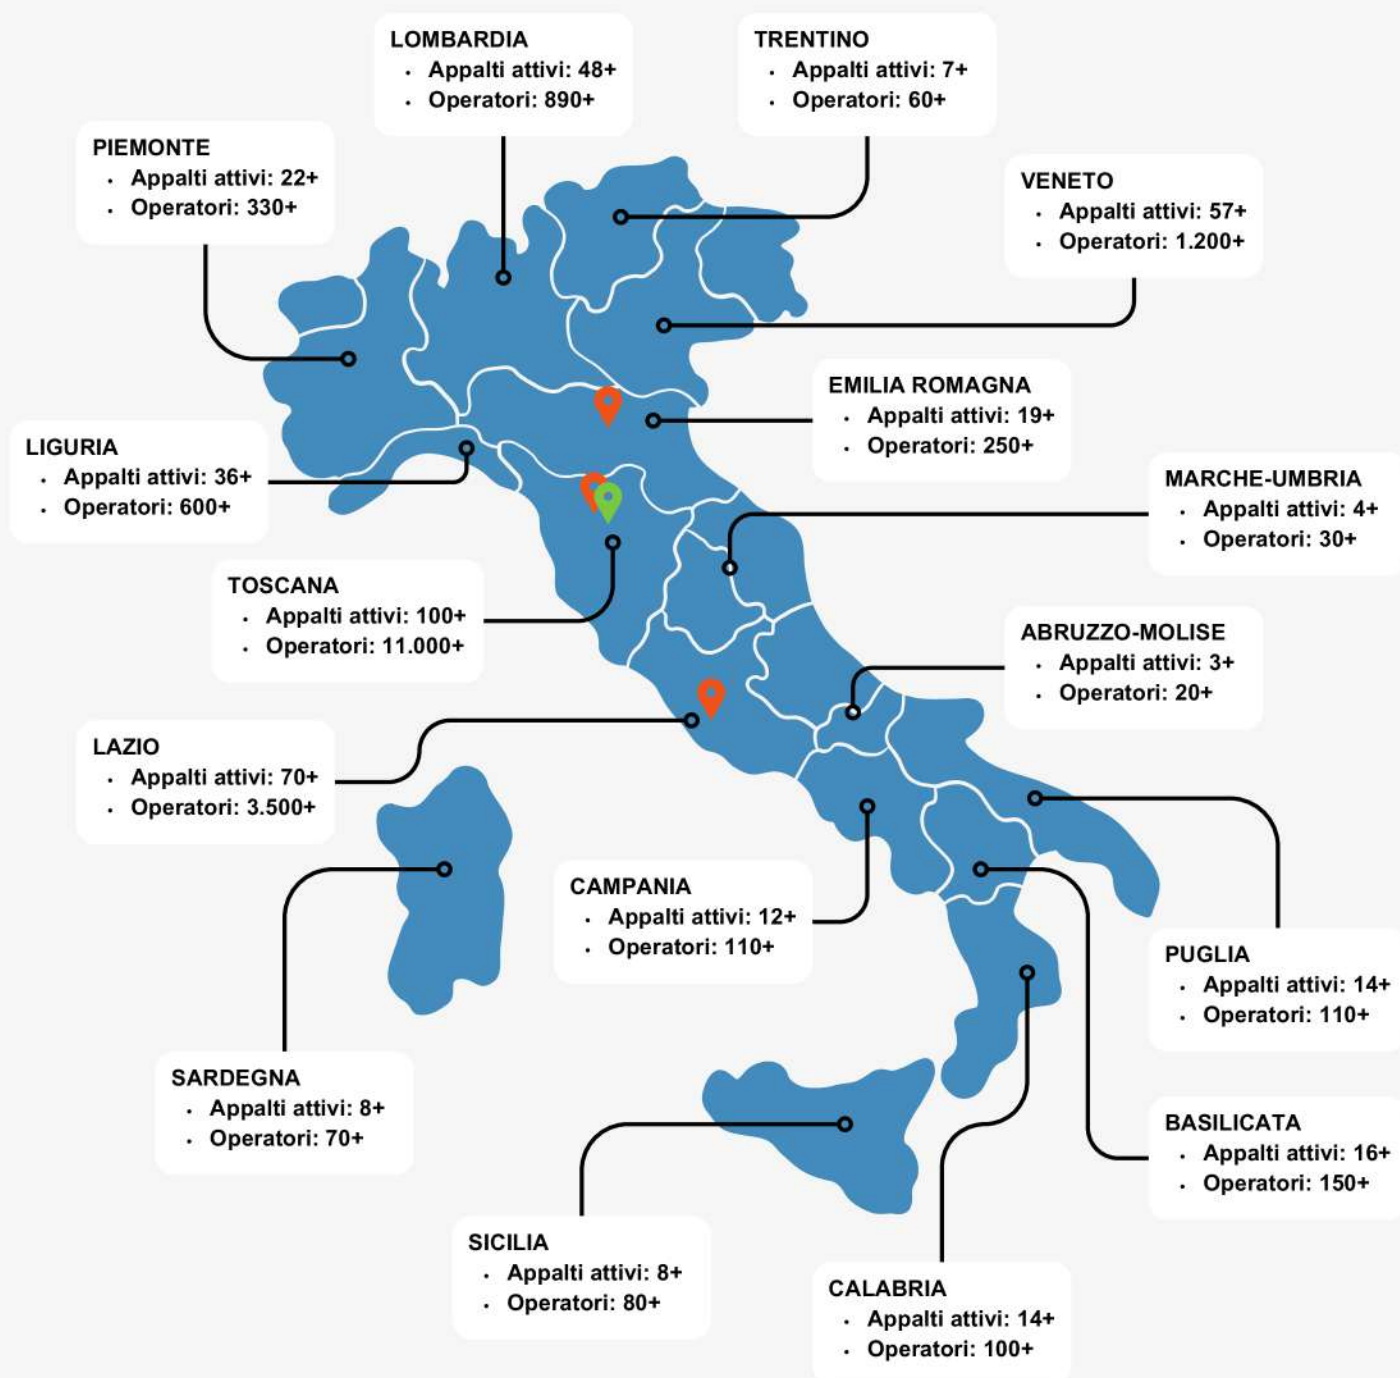 LOMBARDIA
· Appalti attivi: 48+
· Operatori: 890+
TRENTINO
· Appalti attivi: 7+
· Operatori: 60+
PIEMONTE
· Appalti attivi: 22+
· Operatori: 330+
VENETO
· Appalti attivi: 57+
· Operatori: 1.200+
EMILIA ROMAGNA
· Appalti attivi: 19+
· Operatori: 250+
LIGURIA
· Appalti attivi: 36+
· Operatori: 600+
MARCHE-UMBRIA
· Appalti attivi: 4+
· Operatori: 30+
TOSCANA
· Appalti attivi: 100+
· Operatori: 11.000+
ABRUZZO-MOLISE
· Appalti attivi: 3+
· Operatori: 20+
LAZIO
· Appalti attivi: 70+
· Operatori: 3.500+
CAMPANIA
· Appalti attivi: 12+
· Operatori: 110+
PUGLIA
· Appalti attivi: 14+
· Operatori: 110+
SARDEGNA
· Appalti attivi: 8+
· Operatori: 70+
BASILICATA
· Appalti attivi: 16+
· Operatori: 150+
SICILIA
· Appalti attivi: 8+
· Operatori: 80+
CALABRIA
· Appalti attivi: 14+
· Operatori: 100+